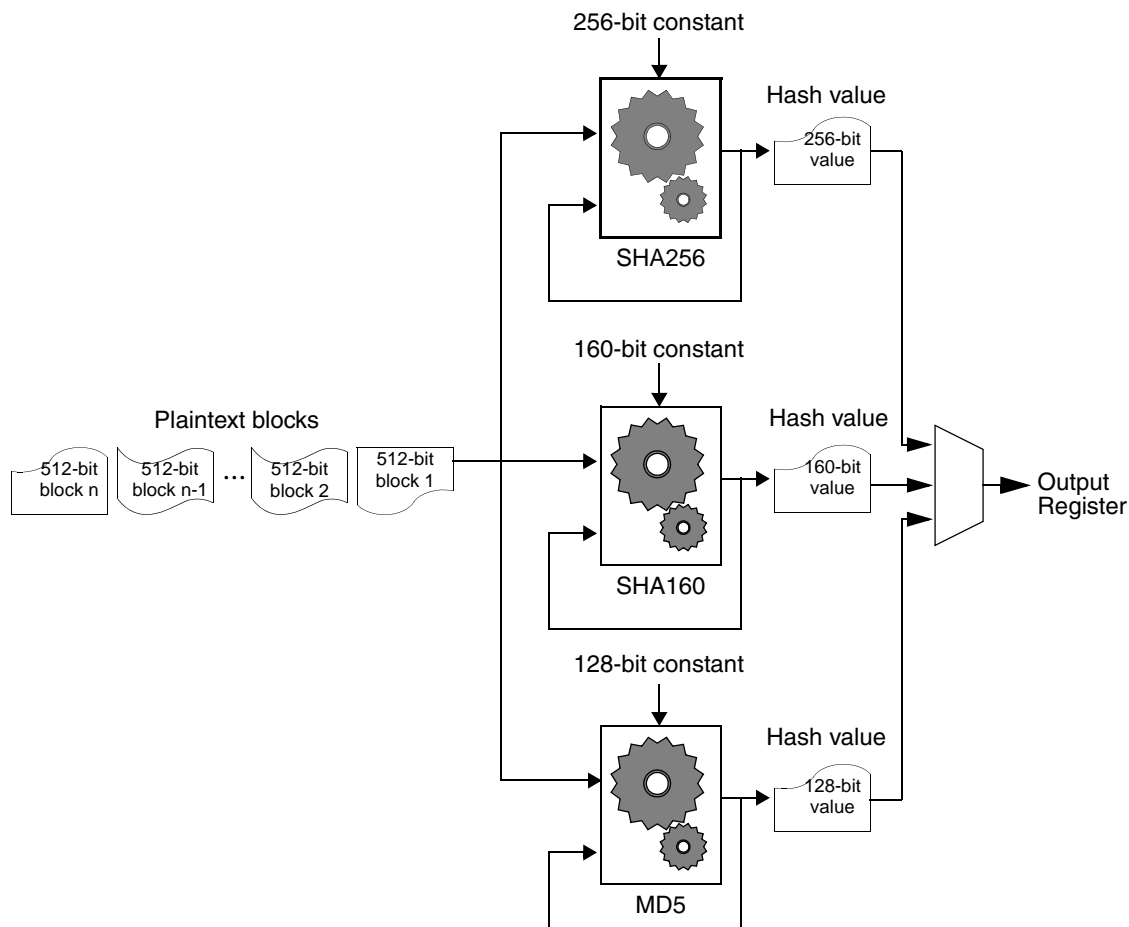 256-bit constant
Hash value
256-bit
value
SHA256
160-bit constant
Hash value
160-bit
value
SHA160
Plaintext blocks
512-bit
block n
512-bit
block n-1
...
512-bit
block 2
512-bit
block 1
Output
Register
128-bit constant
Hash value
128-bit
value
MD5